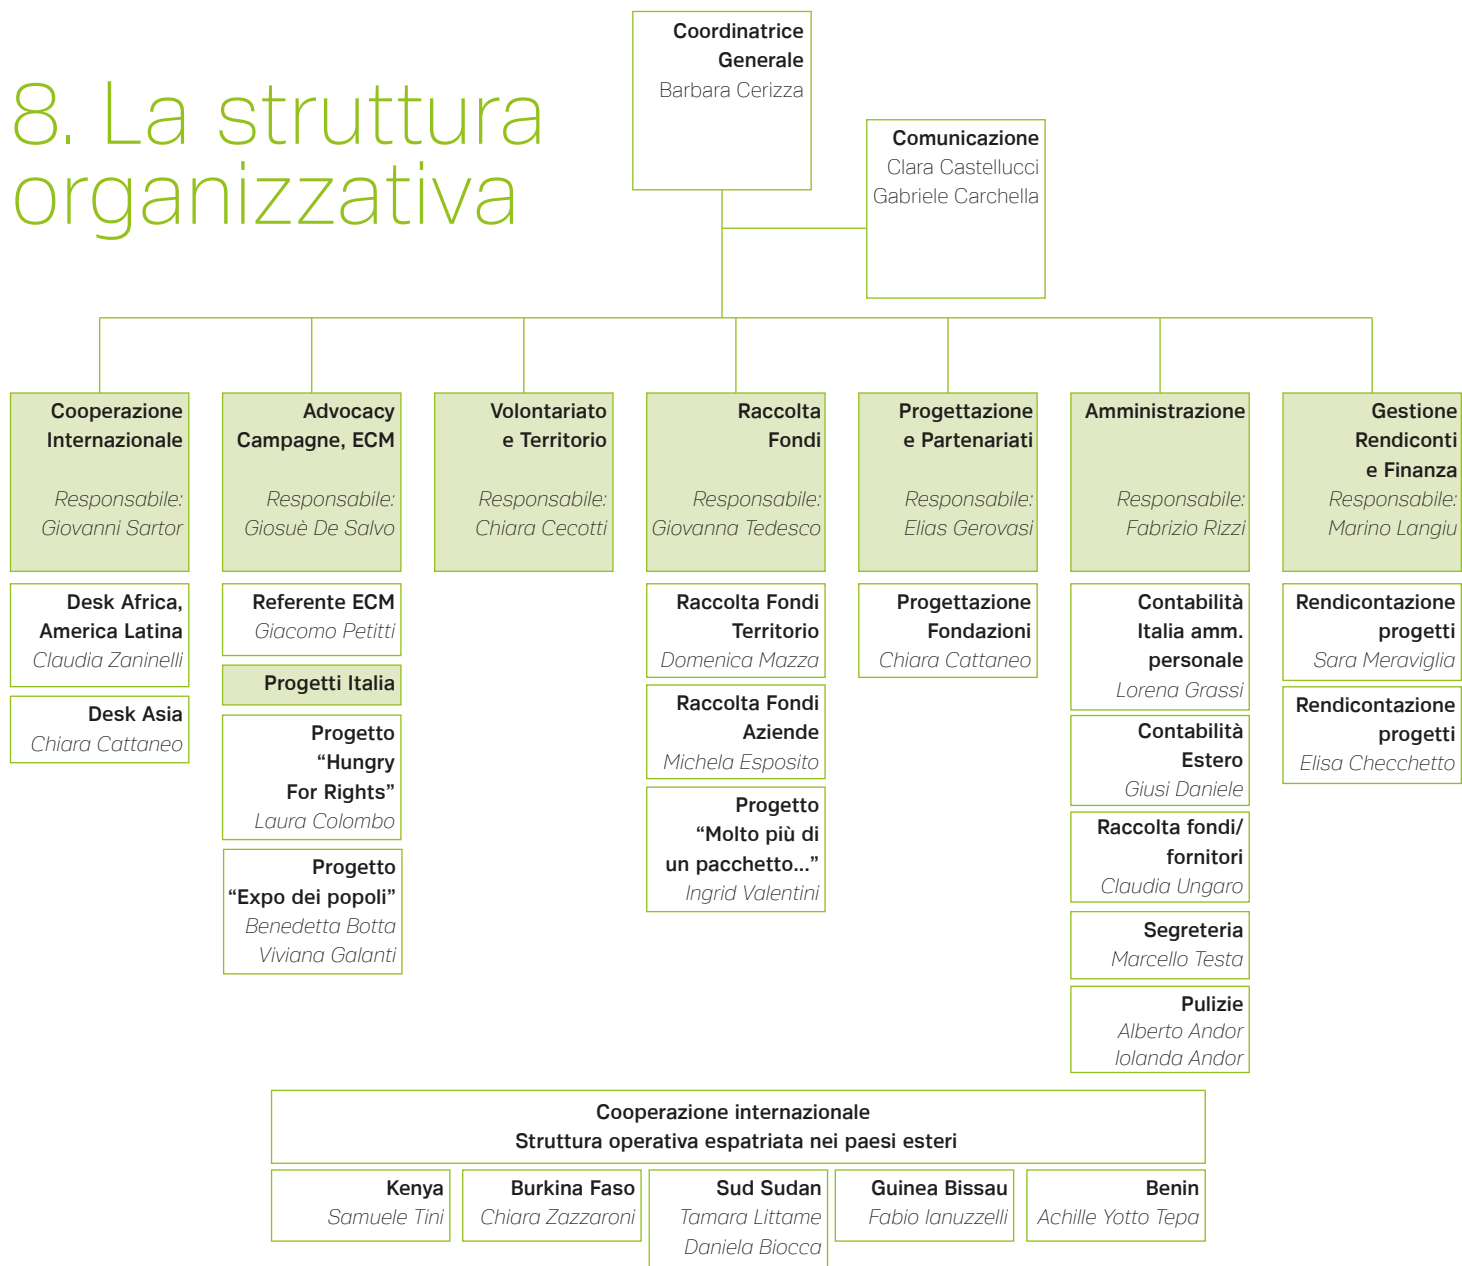 8. La struttura
organizzativa
Coordinatrice
Generale
Barbara Cerizza
Comunicazione
Clara Castellucci
Gabriele Carchella
Cooperazione
Internazionale
Responsabile:
Giovanni Sartor
Desk Africa,
America Latina
Claudia Zaninelli
Desk Asia
Chiara Cattaneo
Advocacy
Campagne, ECM
Responsabile:
Giosuè De Salvo
Referente ECM
Giacomo Petitti
Progetti Italia
Progetto
“Hungry
For Rights”
Laura Colombo
Progetto
“Expo dei popoli”
Benedetta Botta
Viviana Galanti
Volontariato
e Territorio
Responsabile:
Chiara Cecotti
Raccolta
Fondi
Responsabile:
Giovanna Tedesco
Raccolta Fondi
Territorio
Domenica Mazza
Raccolta Fondi
Aziende
Michela Esposito
Progetto
“Molto più di
un pacchetto...”
Ingrid Valentini
Progettazione
e Partenariati
Responsabile:
Elias Gerovasi
Progettazione
Fondazioni
Chiara Cattaneo
Amministrazione
Responsabile:
Fabrizio Rizzi
Contabilità
Italia amm.
personale
Lorena Grassi
Contabilità
Estero
Giusi Daniele
Raccolta fondi/
fornitori
Claudia Ungaro
Segreteria
Marcello Testa
Pulizie
Alberto Andor
Iolanda Andor
Gestione
Rendiconti
e Finanza
Responsabile:
Marino Langiu
Rendicontazione
progetti
Sara Meraviglia
Rendicontazione
progetti
Elisa Checchetto
Cooperazione internazionale
Struttura operativa espatriata nei paesi esteri
Kenya
Samuele Tini
Burkina Faso
Chiara Zazzaroni
Sud Sudan
Tamara Littame
Daniela Biocca
Guinea Bissau
Fabio Ianuzzelli
Benin
Achille Yotto Tepa